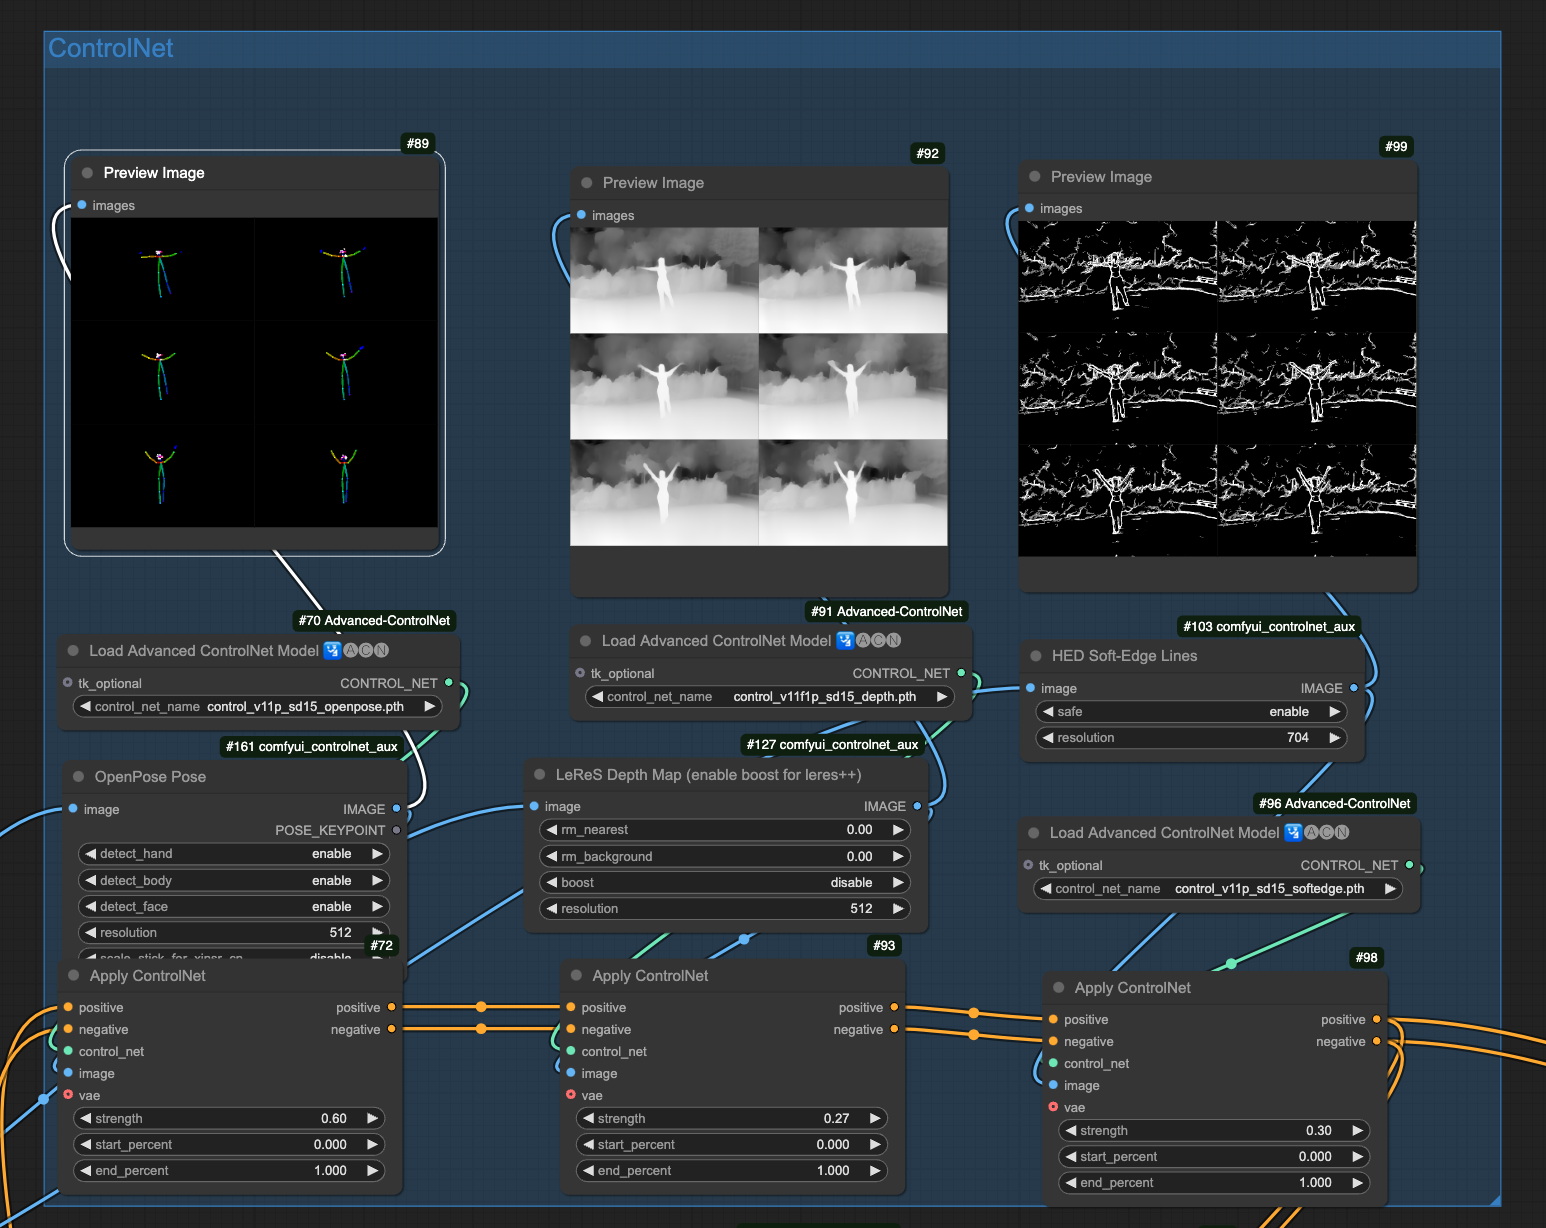 ControlNet
#89
Preview Image
images
#92
Preview Image
images
#99
Preview Image
images
#70 Advanced-ControlNet
Load Advanced ControlNet Model 🛂🅐🅒🅝
tk_optional
CONTROL_NET
control_net_name
control_v11p_sd15_openpose.pth
#91 Advanced-ControlNet
Load Advanced ControlNet Model 🛂🅐🅒🅝
tk_optional
CONTROL_NET
control_net_name
control_v11f1p_sd15_depth.pth
#103 comfyui_controlnet_aux
HED Soft-Edge Lines
image
IMAGE
safe
enable
resolution
704
#161 comfyui_controlnet_aux
OpenPose Pose
image
IMAGE
POSE_KEYPOINT
detect_hand
enable
detect_body
enable
detect_face
enable
resolution
512
#127 comfyui_controlnet_aux
LeReS Depth Map (enable boost for leres++)
image
IMAGE
rm_nearest
0.00
rm_background
0.00
boost
disable
resolution
512
#96 Advanced-ControlNet
Load Advanced ControlNet Model 🛂🅐🅒🅝
tk_optional
CONTROL_NET
control_net_name
control_v11p_sd15_softedge.pth
#72
Apply ControlNet
positive
positive
negative
negative
control_net
image
vae
strength
0.60
start_percent
0.000
end_percent
1.000
#93
Apply ControlNet
positive
positive
negative
negative
control_net
image
vae
strength
0.27
start_percent
0.000
end_percent
1.000
#98
Apply ControlNet
positive
positive
negative
negative
control_net
image
vae
strength
0.30
start_percent
0.000
end_percent
1.000